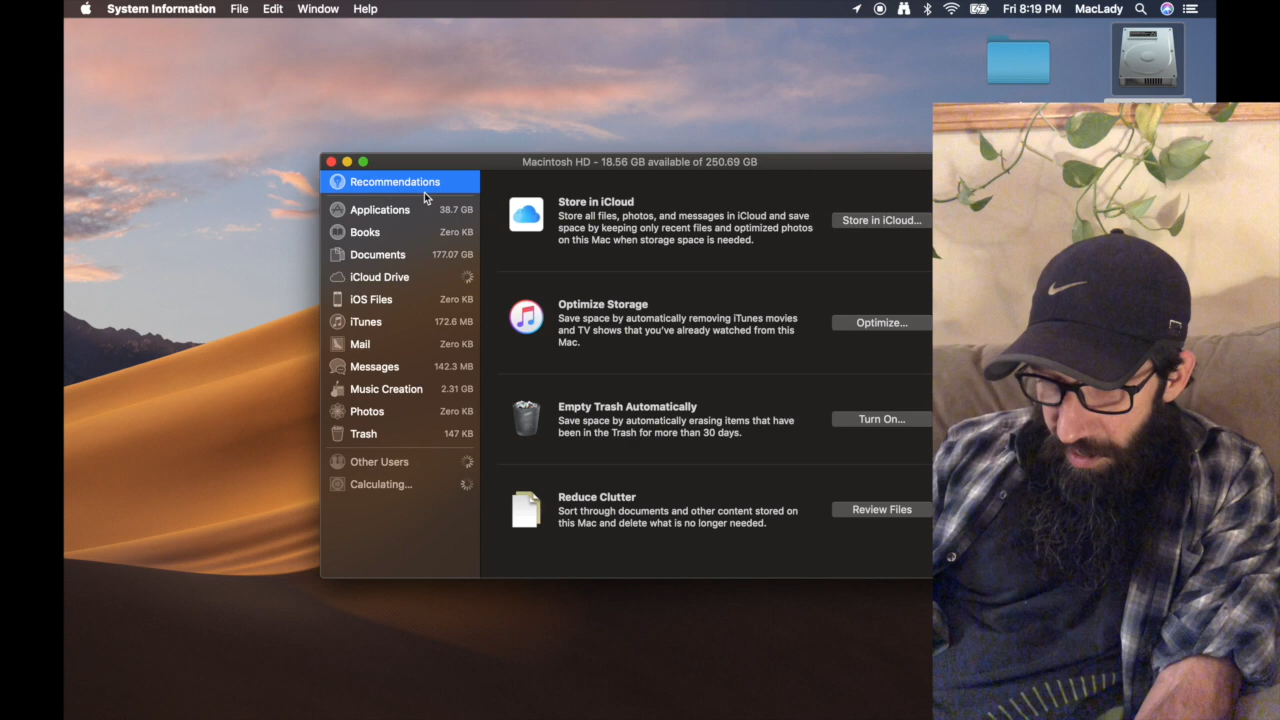 System Information File Edit Window Help Fri 8:19 PM MacLady
Macintosh HD - 18.56 GB available of 250.69 GB
Recommendations
Applications 38.7 GB
Books Zero KB
Documents 177.07 GB
iCloud Drive
iOS Files Zero KB
iTunes 172.6 MB
Mail Zero KB
Messages 142.3 MB
Music Creation 2.31 GB
Photos Zero KB
Trash 147 KB
Other Users
Calculating...
Store in iCloud
Store all files, photos, and messages in iCloud and save
space by keeping only recent files and optimized photos
on this Mac when storage space is needed.
Store in iCloud...
Optimize Storage
Save space by automatically removing iTunes movies
and TV shows that you've already watched from this
Mac.
Optimize...
Empty Trash Automatically
Save space by automatically erasing items that have
been in the Trash for more than 30 days.
Turn On...
Reduce Clutter
Sort through documents and other content stored on
this Mac and delete what is no longer needed.
Review Files